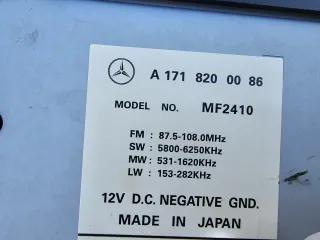 A 171 820 00 86
MODEL NO. MF2410
FM : 87.5-108.0MHz
SW : 5800-6250KHz
MW : 531-1620KHz
LW : 153-282KHz
12V D.C. NEGATIVE GND.
MADE IN JAPAN